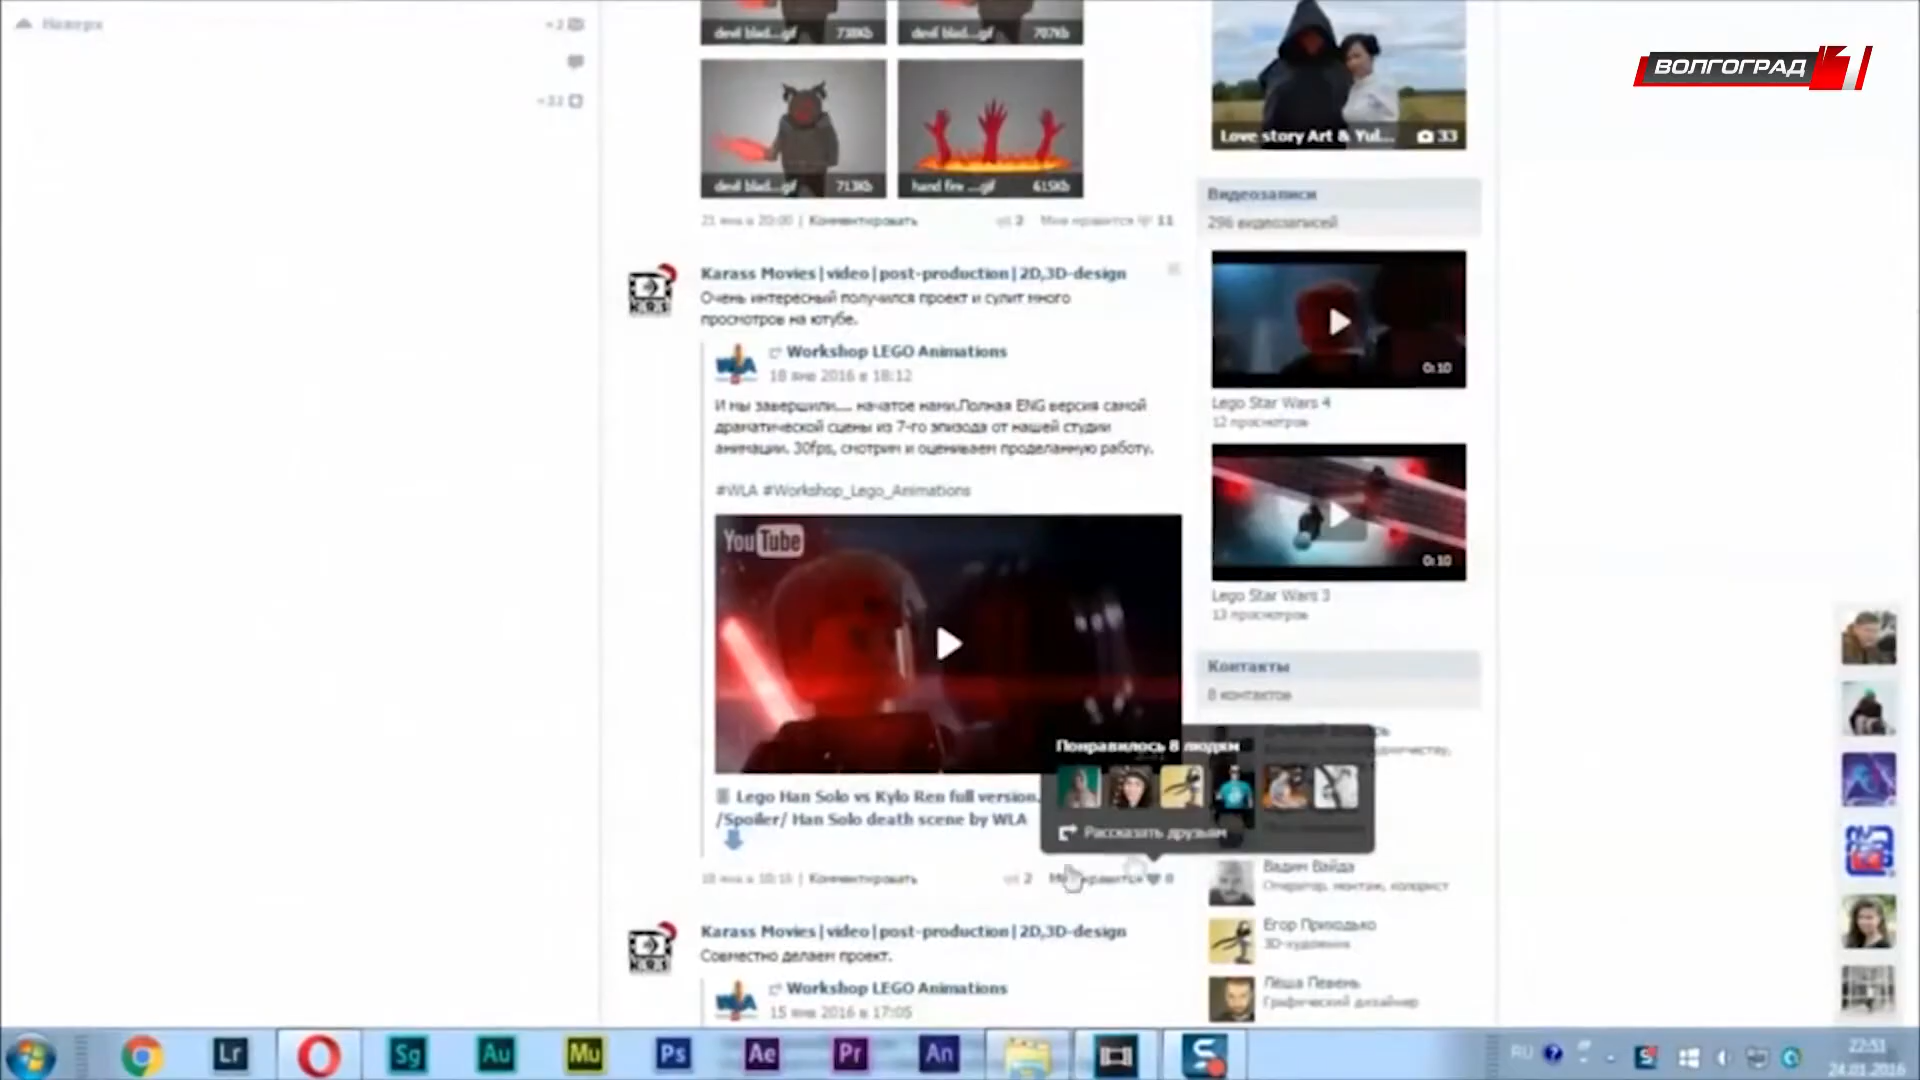 Наверх
+2
+32
devil blad....gif 738Kb
devil blad....gif 707Kb
devil blad....gif 713Kb
hand fire ....gif 615Kb
21 янв в 20:00 | Комментировать
2 Мне нравится 11
Karass Movies|video|post-production|2D,3D-design
Очень интересный получился проект и сулит много
просмотров на ютубе.
Workshop LEGO Animations
18 янв 2016 в 18:12
И мы завершили.... начатое нами.Полная ENG версия самой
драматической сцены из 7-го эпизода от нашей студии
анимации. 30fps, смотрим и оцениваем проделанную работу.
#WLA #Workshop_Lego_Animations
YouTube
Понравилось 8 людям
Рассказать друзьям
Lego Han Solo vs Kylo Ren full version.
/Spoiler/ Han Solo death scene by WLA
Комментировать
2
8
Karass Movies|video|post-production|2D,3D-design
Совместно делаем проект.
WLA
Workshop LEGO Animations
15 янв 2016 в 17:05
Love story Art & Yul... 33
Видеозаписи
296 видеозаписей
0:10
Lego Star Wars 4
12 просмотров
0:10
Lego Star Wars 3
13 просмотров
Контакты
8 контактов
Вадим Вайда
Оператор, монтаж, колорист
Егор Приходько
3D-художник
Лёша Певень
Графический дизайнер
ВОЛГОГРАД 1
Lr
Sg
Au
Mu
Ps
Ae
Pr
An
S
RU
22:51
24.01.2016